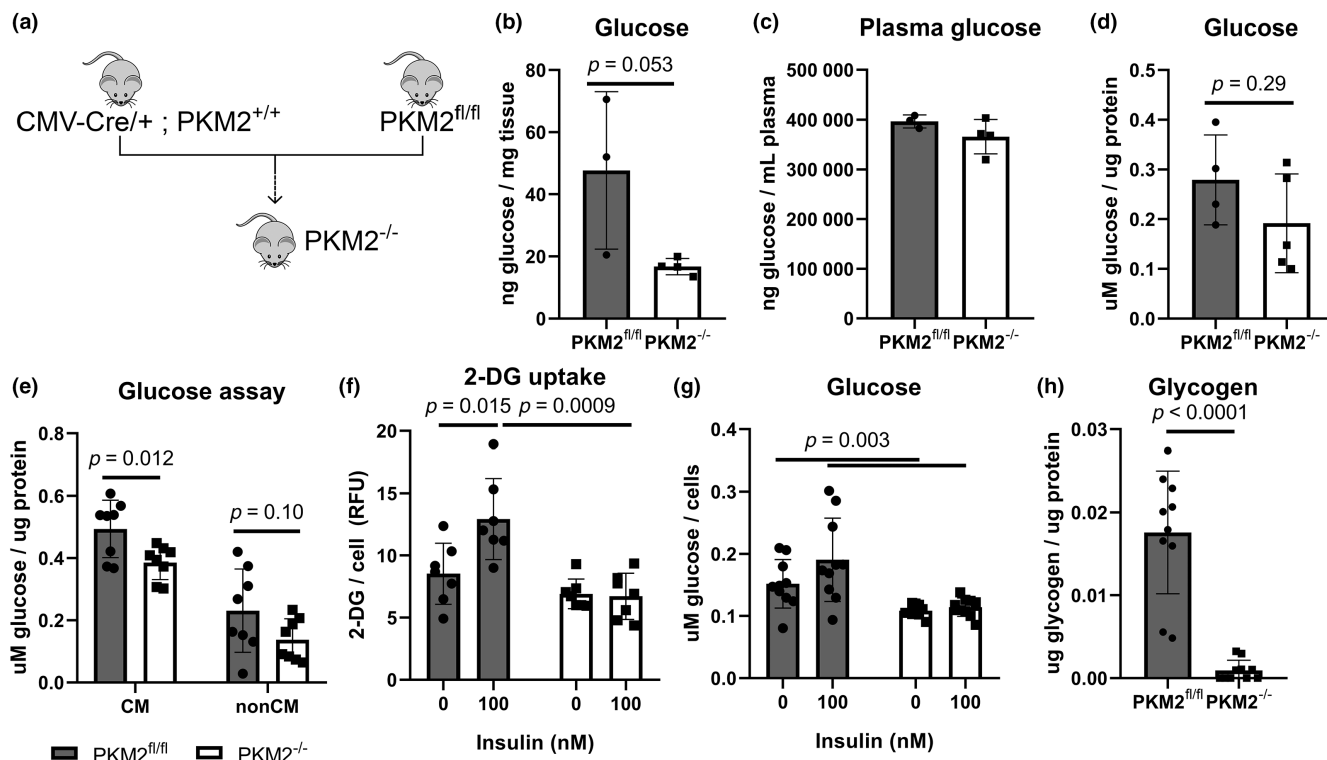 (a)
CMV-Cre/+ ; PKM2+/+
PKM2fl/fl
PKM2-/-
(b)
Glucose
p = 0.053
ng glucose / mg tissue
80
60
40
20
0
PKM2fl/fl PKM2-/-
(c)
Plasma glucose
ng glucose / mL plasma
500 000
400 000
300 000
200 000
100 000
0
PKM2fl/fl PKM2-/-
(d)
Glucose
p = 0.29
uM glucose / ug protein
0.5
0.4
0.3
0.2
0.1
0.0
PKM2fl/fl PKM2-/-
(e)
Glucose assay
p = 0.012
p = 0.10
uM glucose / ug protein
0.8
0.6
0.4
0.2
0.0
CM nonCM
PKM2fl/fl PKM2-/-
(f)
2-DG uptake
p = 0.015 p = 0.0009
2-DG / cell (RFU)
20
15
10
5
0
0 100 0 100
Insulin (nM)
(g)
Glucose
p = 0.003
uM glucose / cells
0.4
0.3
0.2
0.1
0.0
0 100 0 100
Insulin (nM)
(h)
Glycogen
p < 0.0001
ug glycogen / ug protein
0.03
0.02
0.01
0.00
PKM2fl/fl PKM2-/-